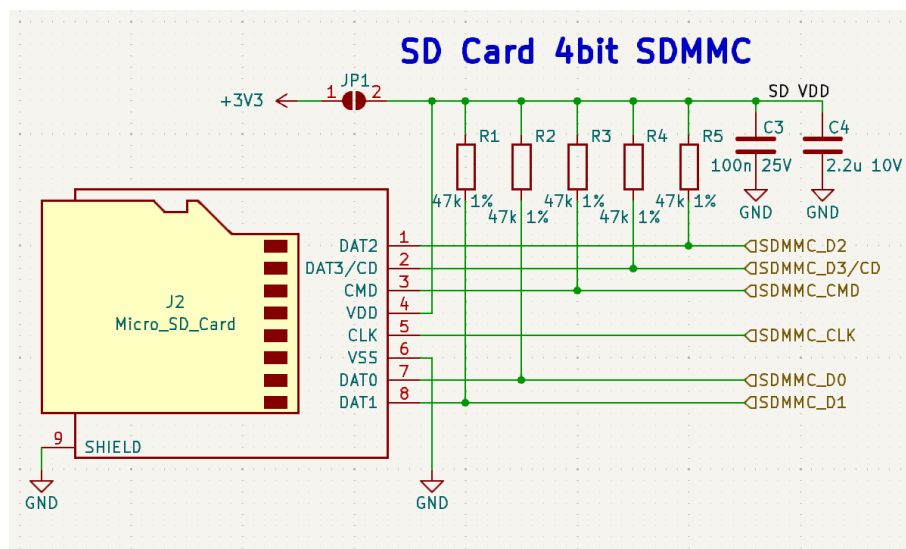 SD Card 4bit SDMMC
JP1
+3V3 1 2 SD VDD
R1 R2 R3 R4 R5 C3 C4
100n 25V 2.2u 10V
47k 1% 47k 1% 47k 1%
47k 1% 47k 1%
GND GND
DAT2 1 SDMMC_D2
DAT3/CD 2 SDMMC_D3/CD
CMD 3 SDMMC_CMD
J2
VDD 4
Micro_SD_Card
CLK 5 SDMMC_CLK
VSS 6
DAT0 7 SDMMC_D0
DAT1 8 SDMMC_D1
9 SHIELD
GND GND